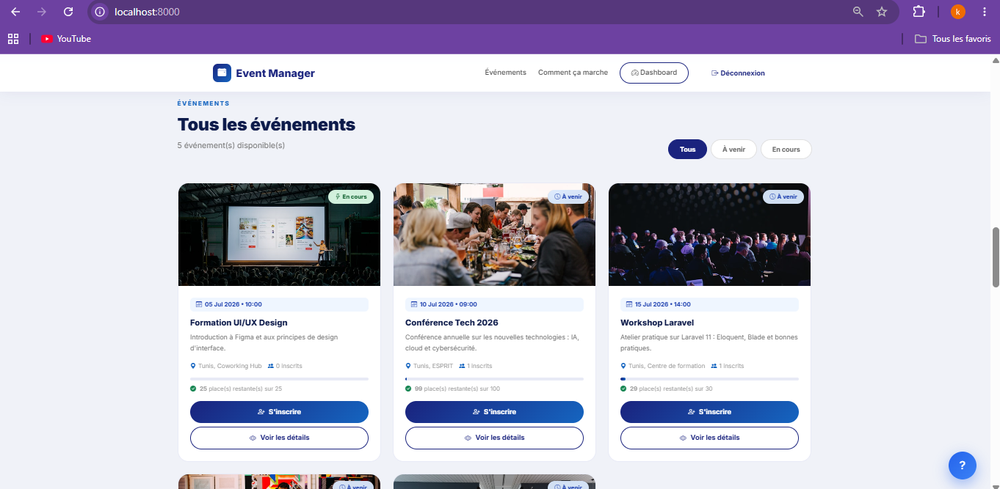 localhost:8000
k
YouTube
Tous les favoris
Event Manager
Événements
Comment ça marche
Dashboard
Déconnexion
ÉVÉNEMENTS
Tous les événements
5 événement(s) disponible(s)
Tous
À venir
En cours
En cours
À venir
À venir
05 Jul 2026 • 10:00
Formation UI/UX Design
Introduction à Figma et aux principes de design
d'interface.
Tunis, Coworking Hub
0 inscrits
25 place(s) restante(s) sur 25
S'inscrire
Voir les détails
10 Jul 2026 • 09:00
Conférence Tech 2026
Conférence annuelle sur les nouvelles technologies : IA,
cloud et cybersécurité.
Tunis, ESPRIT
1 inscrits
99 place(s) restante(s) sur 100
S'inscrire
Voir les détails
15 Jul 2026 • 14:00
Workshop Laravel
Atelier pratique sur Laravel 11 : Eloquent, Blade et bonnes
pratiques.
Tunis, Centre de formation
1 inscrits
29 place(s) restante(s) sur 30
S'inscrire
Voir les détails
À venir
À venir
?